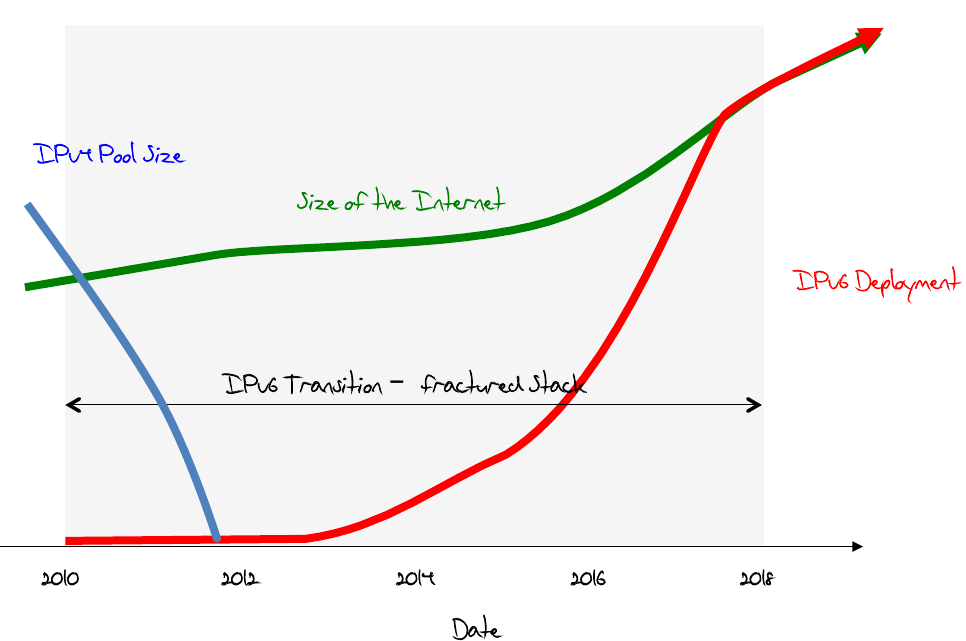 IPv4 Pool Size
Size of the Internet
IPv6 Deployment
IPv6 Transition - fractured Stack
2010 2012 2014 2016 2018
Date